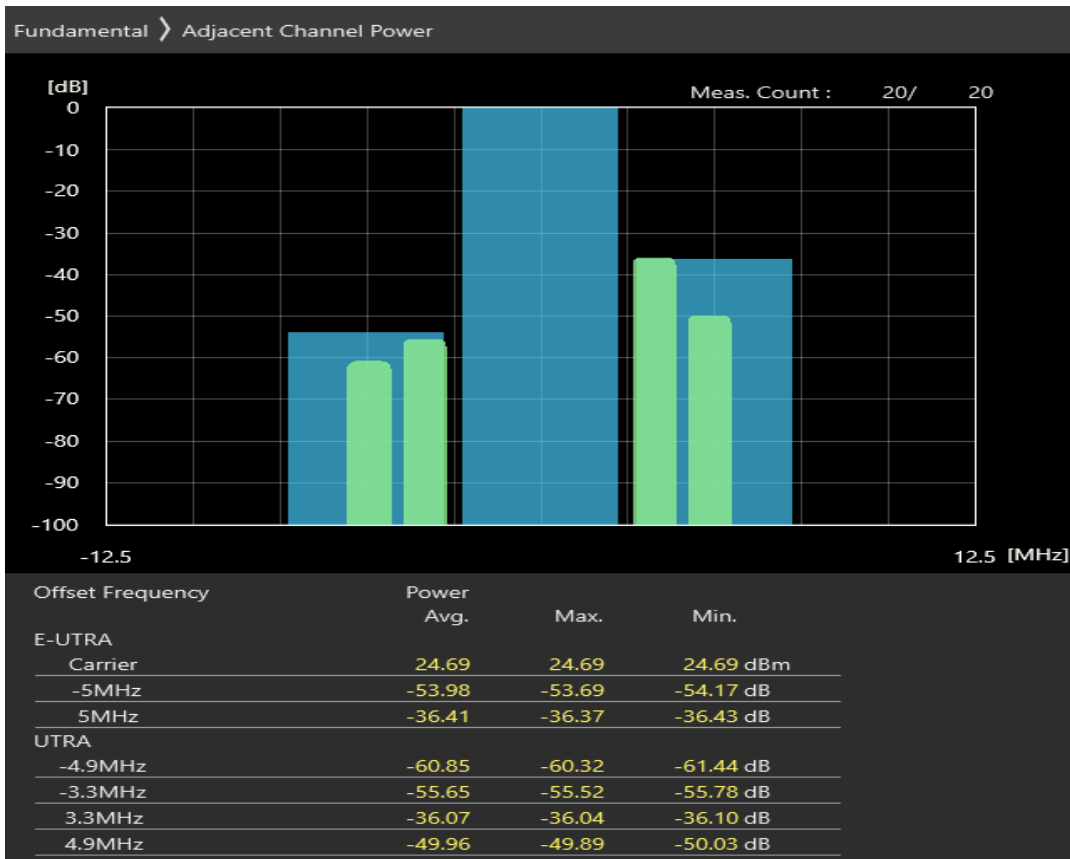 Fundamental ❭ Adjacent Channel Power
[dB]
Meas. Count : 20/ 20
0
-10
-20
-30
-40
-50
-60
-70
-80
-90
-100
-12.5 12.5 [MHz]
Offset Frequency Power
Avg. Max. Min.
E-UTRA
Carrier 24.69 24.69 24.69 dBm
-5MHz -53.98 -53.69 -54.17 dB
5MHz -36.41 -36.37 -36.43 dB
UTRA
-4.9MHz -60.85 -60.32 -61.44 dB
-3.3MHz -55.65 -55.52 -55.78 dB
3.3MHz -36.07 -36.04 -36.10 dB
4.9MHz -49.96 -49.89 -50.03 dB